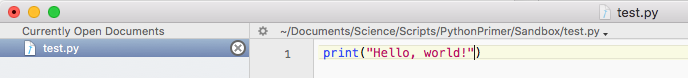 test.py
Currently Open Documents
~/Documents/Science/Scripts/PythonPrimer/Sandbox/test.py
test.py
1 print("Hello, world!")